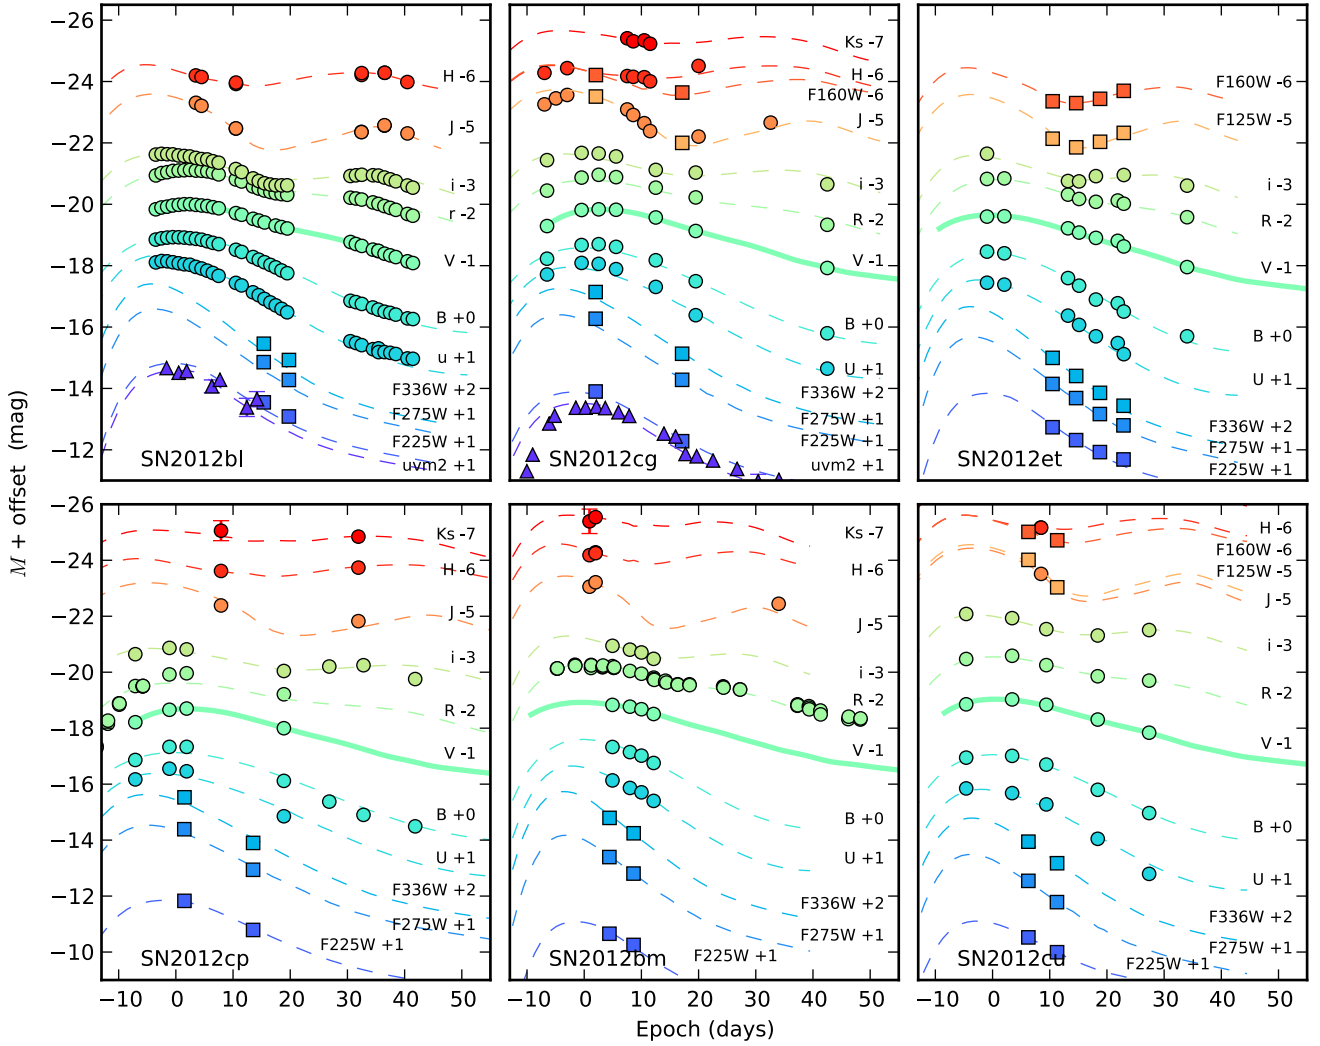 −26
−24
−22
−20
−18
−16
−14
−12
H -6
J -5
i -3
r -2
V -1
B +0
u +1
F336W +2
F275W +1
F225W +1
uvm2 +1
SN2012bl
Ks -7
H -6
F160W -6
J -5
i -3
R -2
V -1
B +0
U +1
F336W +2
F275W +1
F225W +1
uvm2 +1
SN2012cg
F160W -6
F125W -5
i -3
R -2
V -1
B +0
U +1
F336W +2
F275W +1
F225W +1
SN2012et
M + offset (mag)
−26
−24
−22
−20
−18
−16
−14
−12
−10
Ks -7
H -6
J -5
i -3
R -2
V -1
B +0
U +1
F336W +2
F275W +1
F225W +1
SN2012cp
−10 0 10 20 30 40 50
Ks -7
H -6
J -5
i -3
R -2
V -1
B +0
U +1
F336W +2
F275W +1
F225W +1
SN2012bm
−10 0 10 20 30 40 50
H -6
F160W -6
F125W -5
J -5
i -3
R -2
V -1
B +0
U +1
F336W +2
F275W +1
F225W +1
SN2012cu
−10 0 10 20 30 40 50
Epoch (days)